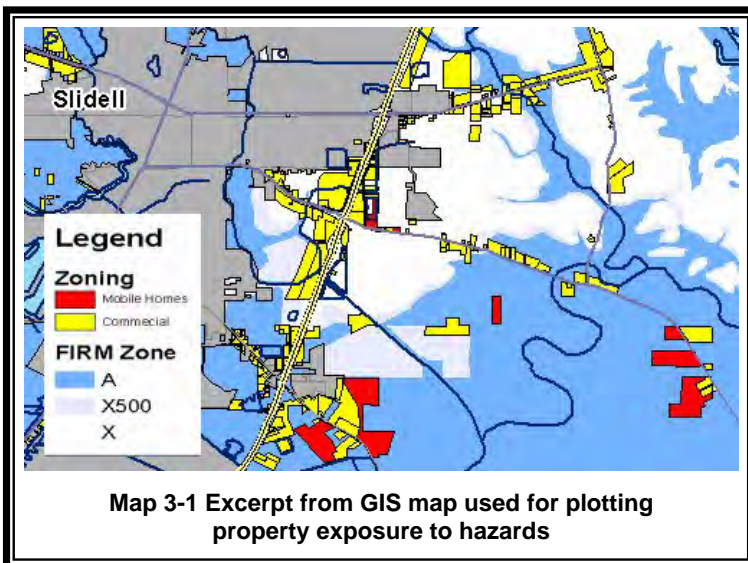 Slidell
Legend
Zoning
Mobile Homes
Commecial
FIRM Zone
A
X500
X
Map 3-1 Excerpt from GIS map used for plotting
property exposure to hazards